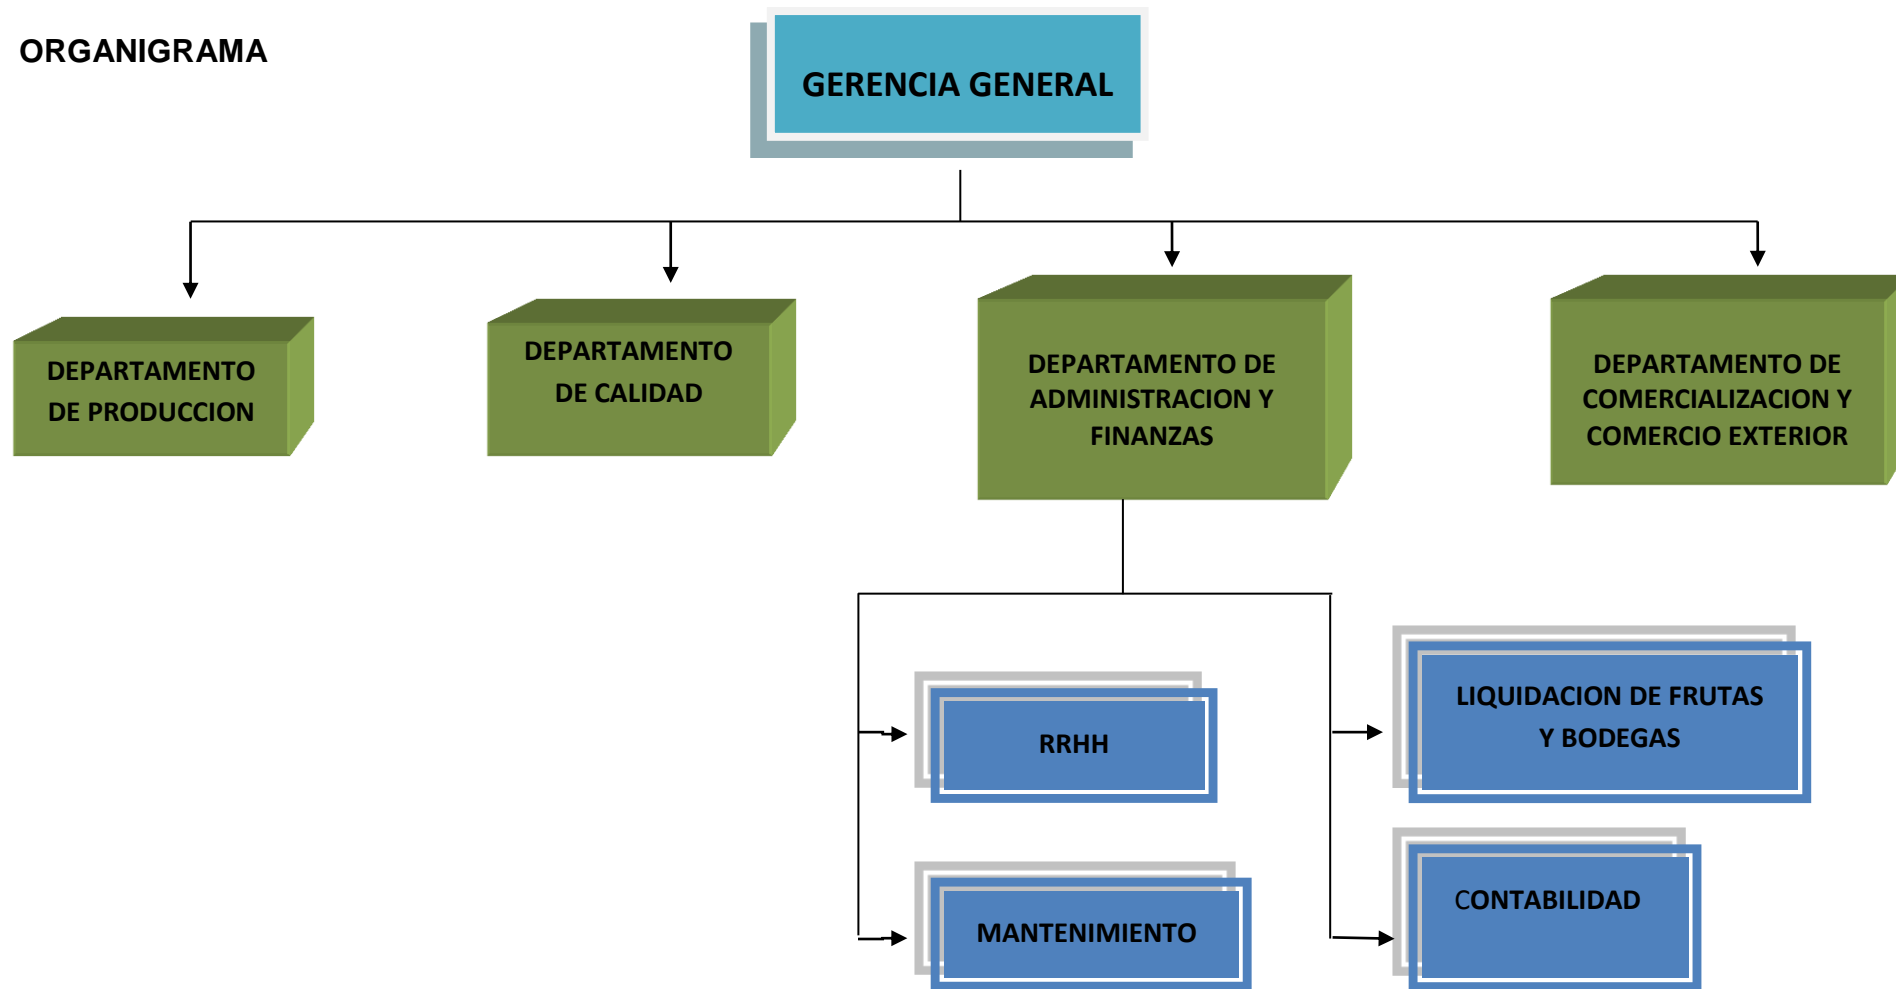 ORGANIGRAMA
GERENCIA GENERAL
DEPARTAMENTO
DE PRODUCCION
DEPARTAMENTO
DE CALIDAD
DEPARTAMENTO DE
ADMINISTRACION Y
FINANZAS
DEPARTAMENTO DE
COMERCIALIZACION Y
COMERCIO EXTERIOR
RRHH
LIQUIDACION DE FRUTAS
Y BODEGAS
MANTENIMIENTO
CONTABILIDAD